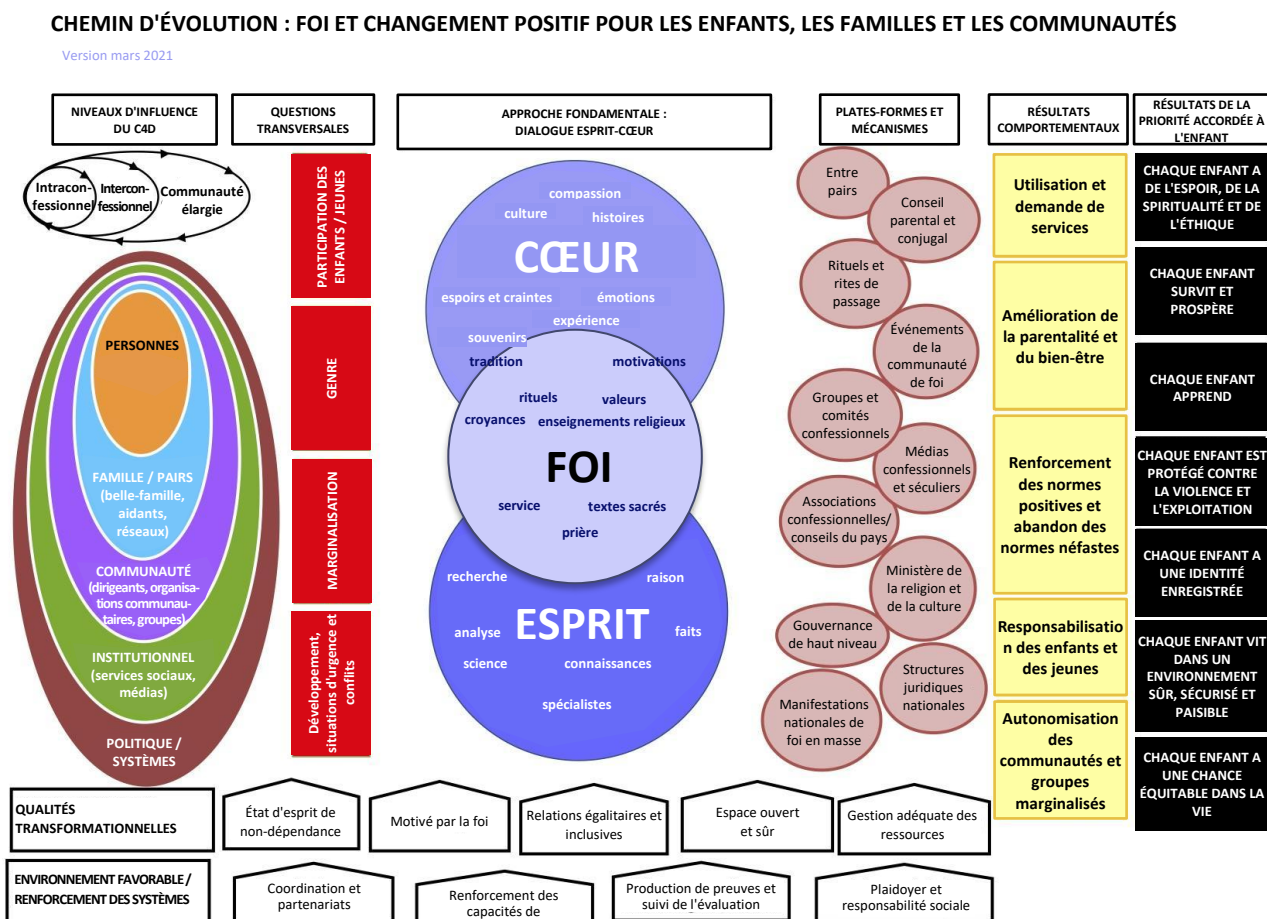 CHEMIN D'ÉVOLUTION : FOI ET CHANGEMENT POSITIF POUR LES ENFANTS, LES FAMILLES ET LES COMMUNAUTÉS
Version mars 2021
NIVEAUX D'INFLUENCE
DU C4D
Intracon-
fessionnel
Intercon-
fessionnel
Communauté
élargie
PERSONNES
FAMILLE / PAIRS
(belle-famille,
aidants,
réseaux)
COMMUNAUTÉ
(dirigeants, organisa-
tions communau-
taires, groupes)
INSTITUTIONNEL
(services sociaux,
médias)
POLITIQUE /
SYSTÈMES
QUESTIONS
TRANSVERSALES
PARTICIPATION DES
ENFANTS / JEUNES
GENRE
MARGINALISATION
Développement,
situations d'urgence et
conflits
APPROCHE FONDAMENTALE :
DIALOGUE ESPRIT-CŒUR
compassion
culture
histoires
CŒUR
espoirs et craintes
émotions
expérience
souvenirs
tradition
motivations
rituels
valeurs
croyances
enseignements religieux
FOI
service
textes sacrés
prière
recherche
raison
ESPRIT
analyse
faits
science
connaissances
spécialistes
PLATES-FORMES ET
MÉCANISMES
Entre
pairs
Conseil
parental et
conjugal
Rituels et
rites de
passage
Événements
de la
communauté
de foi
Groupes et
comités
confessionnels
Médias
confessionnels
et séculiers
Associations
confessionnelles/
conseils du pays
Ministère de
la religion et
de la culture
Gouvernance
de haut niveau
Structures
juridiques
nationales
Manifestations
nationales de
foi en masse
RÉSULTATS
COMPORTEMENTAUX
Utilisation et
demande de
services
Amélioration de
la parentalité et
du bien-être
Renforcement
des normes
positives et
abandon des
normes néfastes
Responsabilisatio
n des enfants et
des jeunes
Autonomisation
des
communautés et
groupes
marginalisés
RÉSULTATS DE LA
PRIORITÉ ACCORDÉE À
L'ENFANT
CHAQUE ENFANT A
DE L'ESPOIR, DE LA
SPIRITUALITÉ ET DE
L'ÉTHIQUE
CHAQUE ENFANT
SURVIT ET
PROSPÈRE
CHAQUE ENFANT
APPREND
CHAQUE ENFANT EST
PROTÉGÉ CONTRE
LA VIOLENCE ET
L'EXPLOITATION
CHAQUE ENFANT A
UNE IDENTITÉ
ENREGISTRÉE
CHAQUE ENFANT VIT
DANS UN
ENVIRONNEMENT
SÛR, SÉCURISÉ ET
PAISIBLE
CHAQUE ENFANT A
UNE CHANCE
ÉQUITABLE DANS LA
VIE
QUALITÉS
TRANSFORMATIONNELLES
État d'esprit de
non-dépendance
Motivé par la foi
Relations égalitaires et
inclusives
Espace ouvert
et sûr
Gestion adéquate des
ressources
ENVIRONNEMENT FAVORABLE /
RENFORCEMENT DES SYSTÈMES
Coordination et
partenariats
Renforcement des
capacités de
Production de preuves et
suivi de l'évaluation
Plaidoyer et
responsabilité sociale